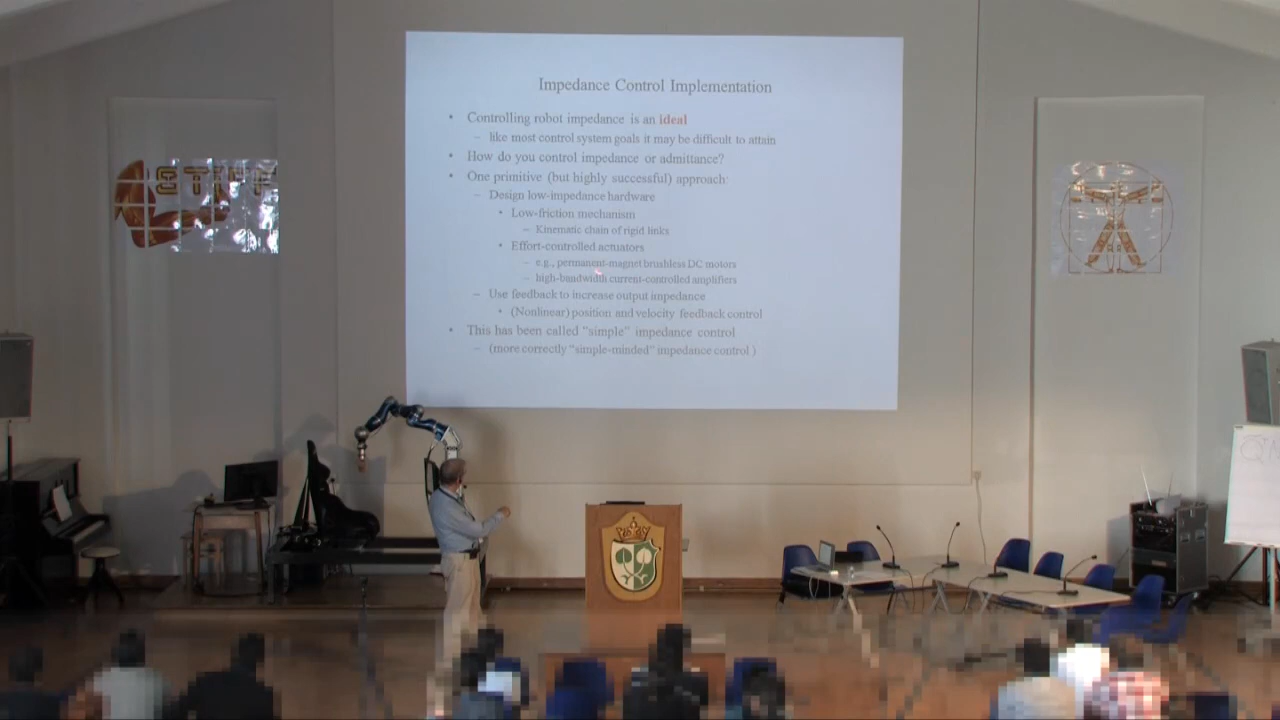 Impedance Control Implementation
• Controlling robot impedance is an ideal
– like most control system goals it may be difficult to attain
• How do you control impedance or admittance?
• One primitive (but highly successful) approach:
– Design low-impedance hardware
• Low-friction mechanism
– Kinematic chain of rigid links
• Effort-controlled actuators
– e.g., permanent-magnet brushless DC motors
– high-bandwidth current-controlled amplifiers
– Use feedback to increase output impedance
• (Nonlinear) position and velocity feedback control
• This has been called "simple" impedance control
– (more correctly "simple-minded" impedance control )
STIFF